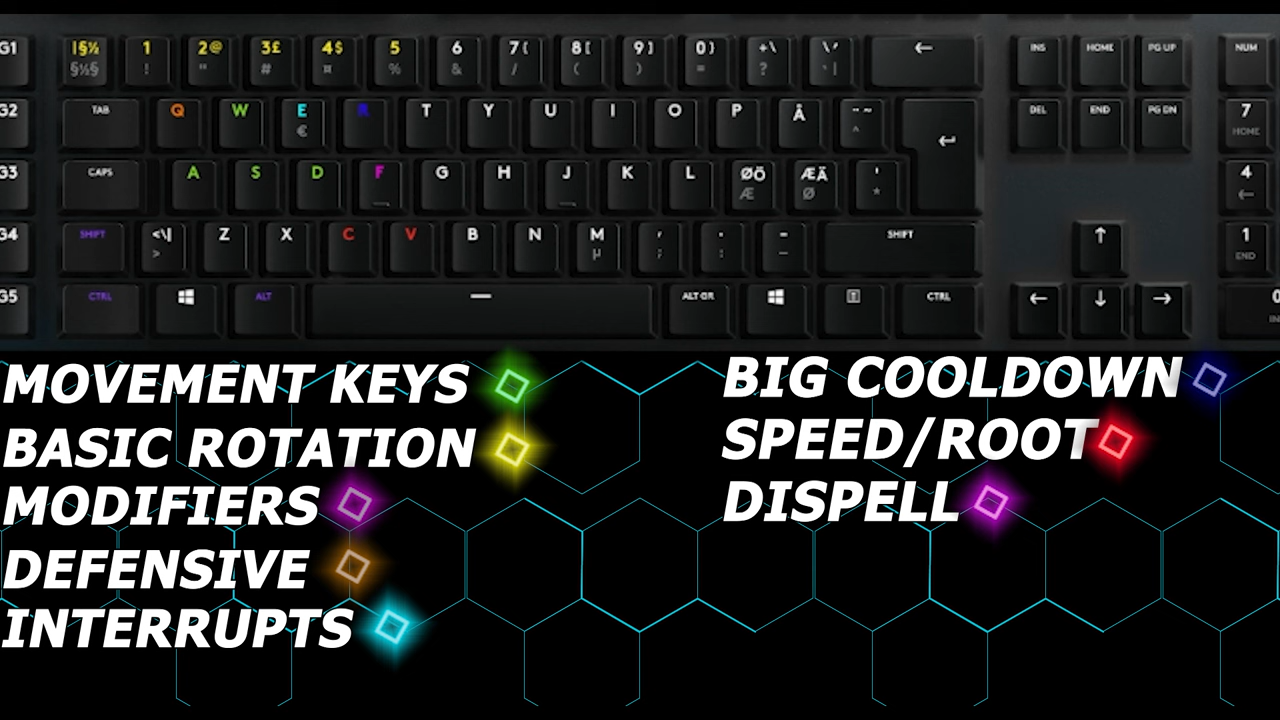 G1 |§½ 1 2@ 3£ 4$ 5 6 7{ 8[ 9] 0} +\ \´ ← INS HOME PG UP NUM
§½§ ! " # ¤ % & / ( ) = ? `|
G2 TAB Q W E R T Y U I O P Å ¨~ ↵ DEL END PG DN 7
€ ^ HOME
G3 CAPS A S D F G H J K L ØÖ ÆÄ ' 4
Æ Ø * ←
G4 SHIFT <\| Z X C V B N M , . - SHIFT ↑ 1
> µ ; : _ END
G5 CTRL ALT ALT GR CTRL ← ↓ → 0
IN
MOVEMENT KEYS
BASIC ROTATION
MODIFIERS
DEFENSIVE
INTERRUPTS
BIG COOLDOWN
SPEED/ROOT
DISPELL